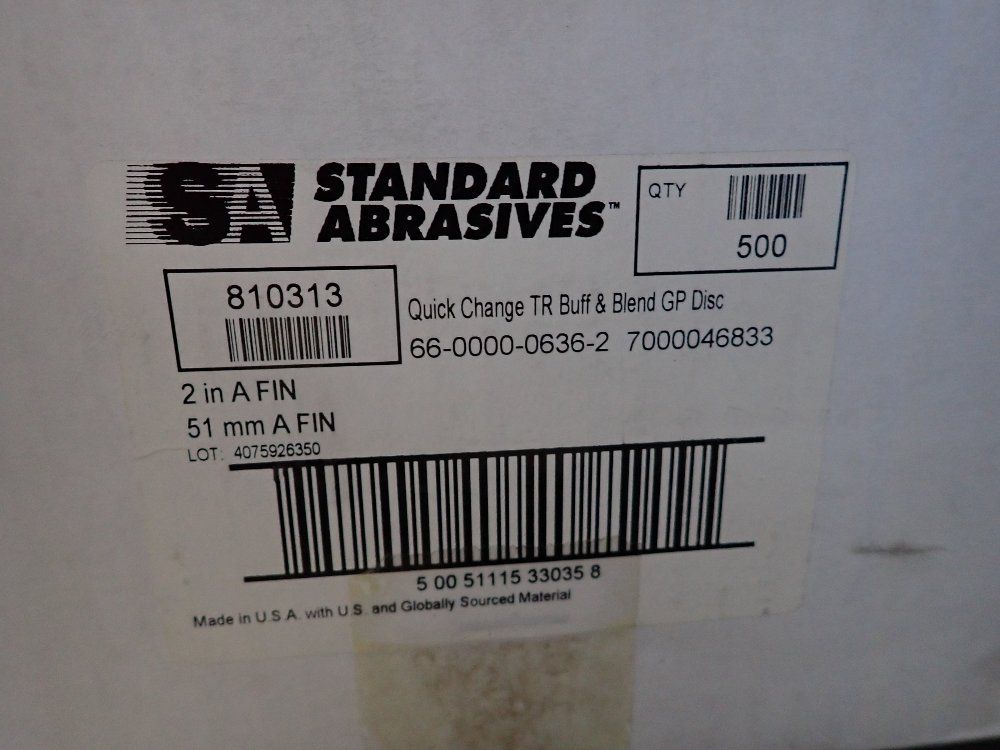 SA STANDARD
ABRASIVES™
QTY
500
810313
Quick Change TR Buff & Blend GP Disc
66-0000-0636-2 7000046833
2 in A FIN
51 mm A FIN
LOT: 4075926350
5 00 51115 33035 8
Made in U.S.A. with U.S. and Globally Sourced Material